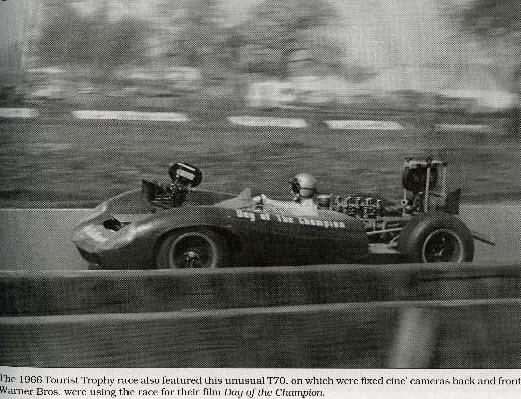 Day of The Champion
The 1966 Tourist Trophy race also featured this unusual T70, on which were fixed cine' cameras back and front
Warner Bros. were using the race for their film Day of the Champion.